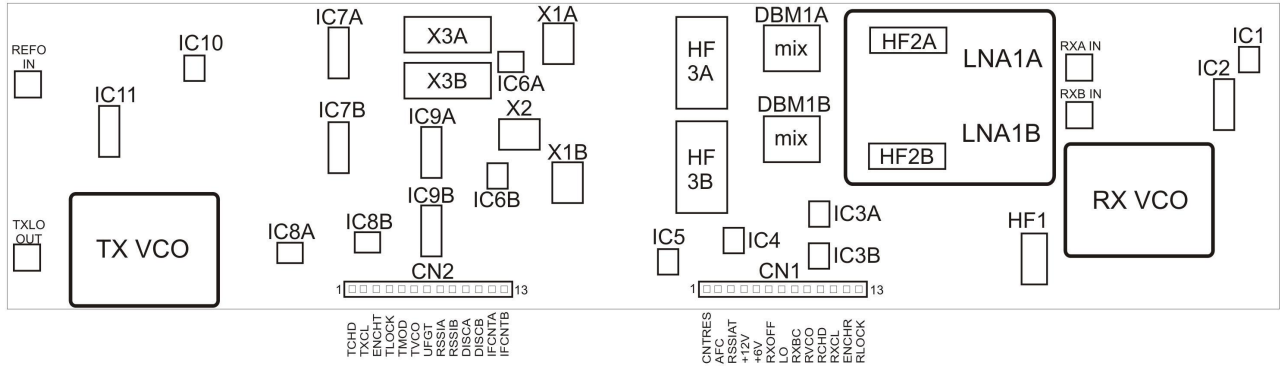 REFO
IN
IC10
IC11
IC7A
IC7B
X3A
X3B
IC6A
X1A
IC9A
X2
X1B
IC6B
IC9B
TXLO
OUT
TX VCO
IC8A
IC8B
CN2
1
13
TCHD
TXCL
ENCHT
TLOCK
TMOD
TVCO
UFGT
RSSIA
RSSIB
DISCA
DISCB
IFCNTA
IFCNTB
HF
3A
HF
3B
DBM1A
mix
DBM1B
mix
HF2A
LNA1A
LNA1B
HF2B
RXA IN
RXB IN
IC1
IC2
RX VCO
HF1
IC3A
IC3B
IC4
IC5
CN1
1
13
CNTRES
AFC
RSSIAT
+12V
+6V
RXOFF
LO
RXBC
RVCO
RCHD
RXCL
ENCHR
RLOCK